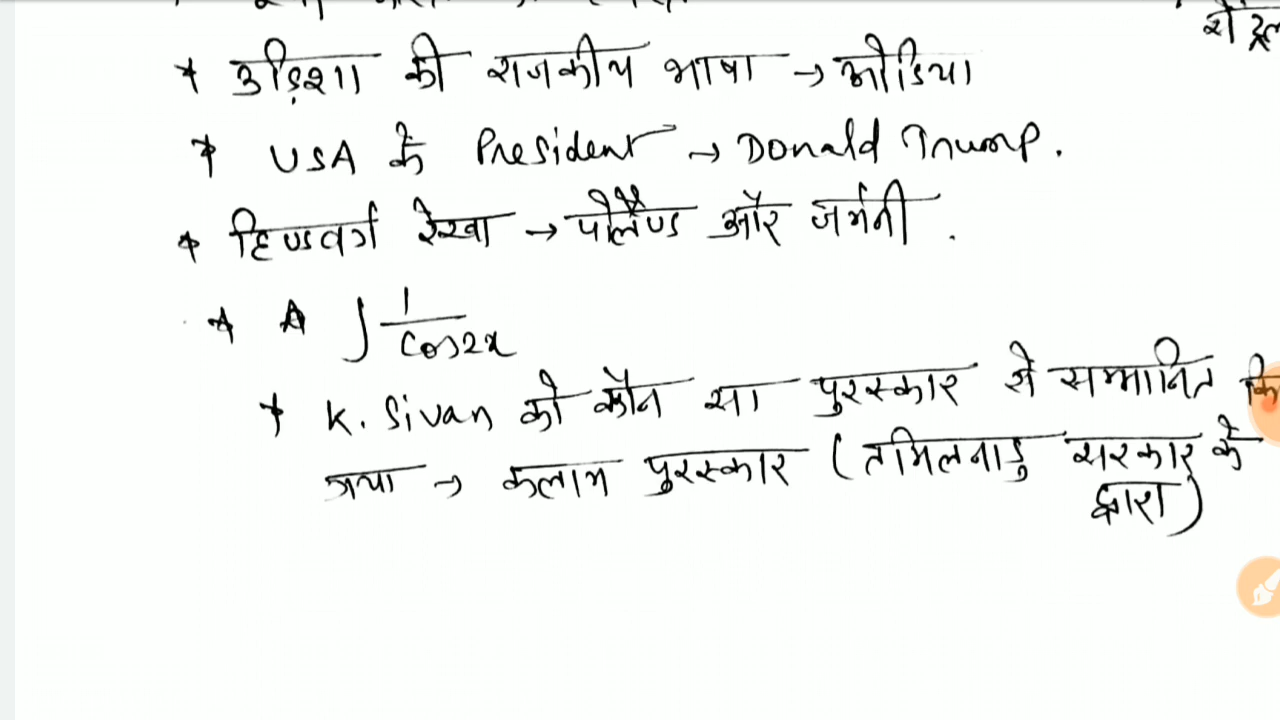 * उड़िशा की राजकीय भाषा → ओडिया
* USA के President → Donald Trump.
* हिण्डवर्ग रेखा → पोलैण्ड और जर्मनी.
* A ∫ 1/cos2x
* K. Sivan को कौन सा पुरस्कार से सम्मानित कि
गया → कलाम पुरस्कार (तमिलनाडु सरकार के
द्वारा)